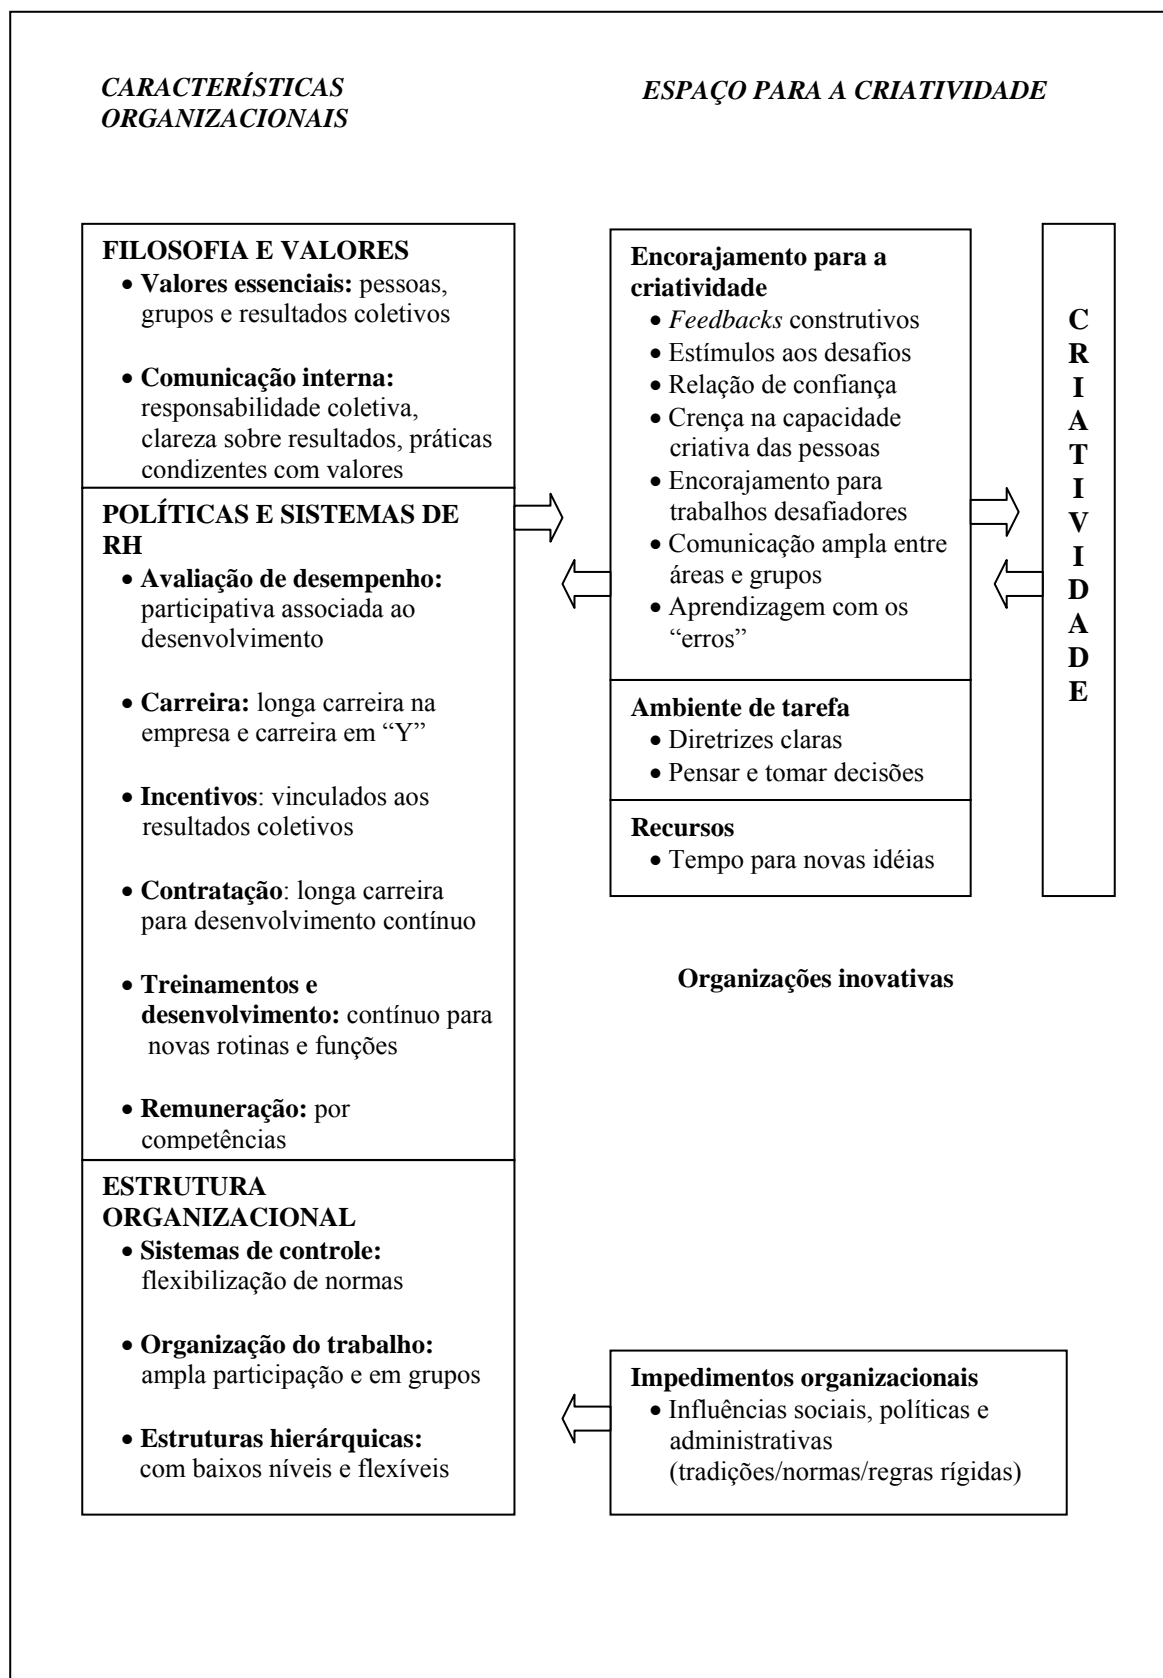 CARACTERÍSTICAS
ORGANIZACIONAIS
ESPAÇO PARA A CRIATIVIDADE
FILOSOFIA E VALORES
• Valores essenciais: pessoas,
grupos e resultados coletivos
• Comunicação interna:
responsabilidade coletiva,
clareza sobre resultados, práticas
condizentes com valores
POLÍTICAS E SISTEMAS DE
RH
• Avaliação de desempenho:
participativa associada ao
desenvolvimento
• Carreira: longa carreira na
empresa e carreira em “Y”
• Incentivos: vinculados aos
resultados coletivos
• Contratação: longa carreira
para desenvolvimento contínuo
• Treinamentos e
desenvolvimento: contínuo para
novas rotinas e funções
• Remuneração: por
competências
ESTRUTURA
ORGANIZACIONAL
• Sistemas de controle:
flexibilização de normas
• Organização do trabalho:
ampla participação e em grupos
• Estruturas hierárquicas:
com baixos níveis e flexíveis
Encorajamento para a
criatividade
• Feedbacks construtivos
• Estímulos aos desafios
• Relação de confiança
• Crença na capacidade
criativa das pessoas
• Encorajamento para
trabalhos desafiadores
• Comunicação ampla entre
áreas e grupos
• Aprendizagem com os
“erros”
Ambiente de tarefa
• Diretrizes claras
• Pensar e tomar decisões
Recursos
• Tempo para novas idéias
C
R
I
A
T
I
V
I
D
A
D
E
Organizações inovativas
Impedimentos organizacionais
• Influências sociais, políticas e
administrativas
(tradições/normas/regras rígidas)